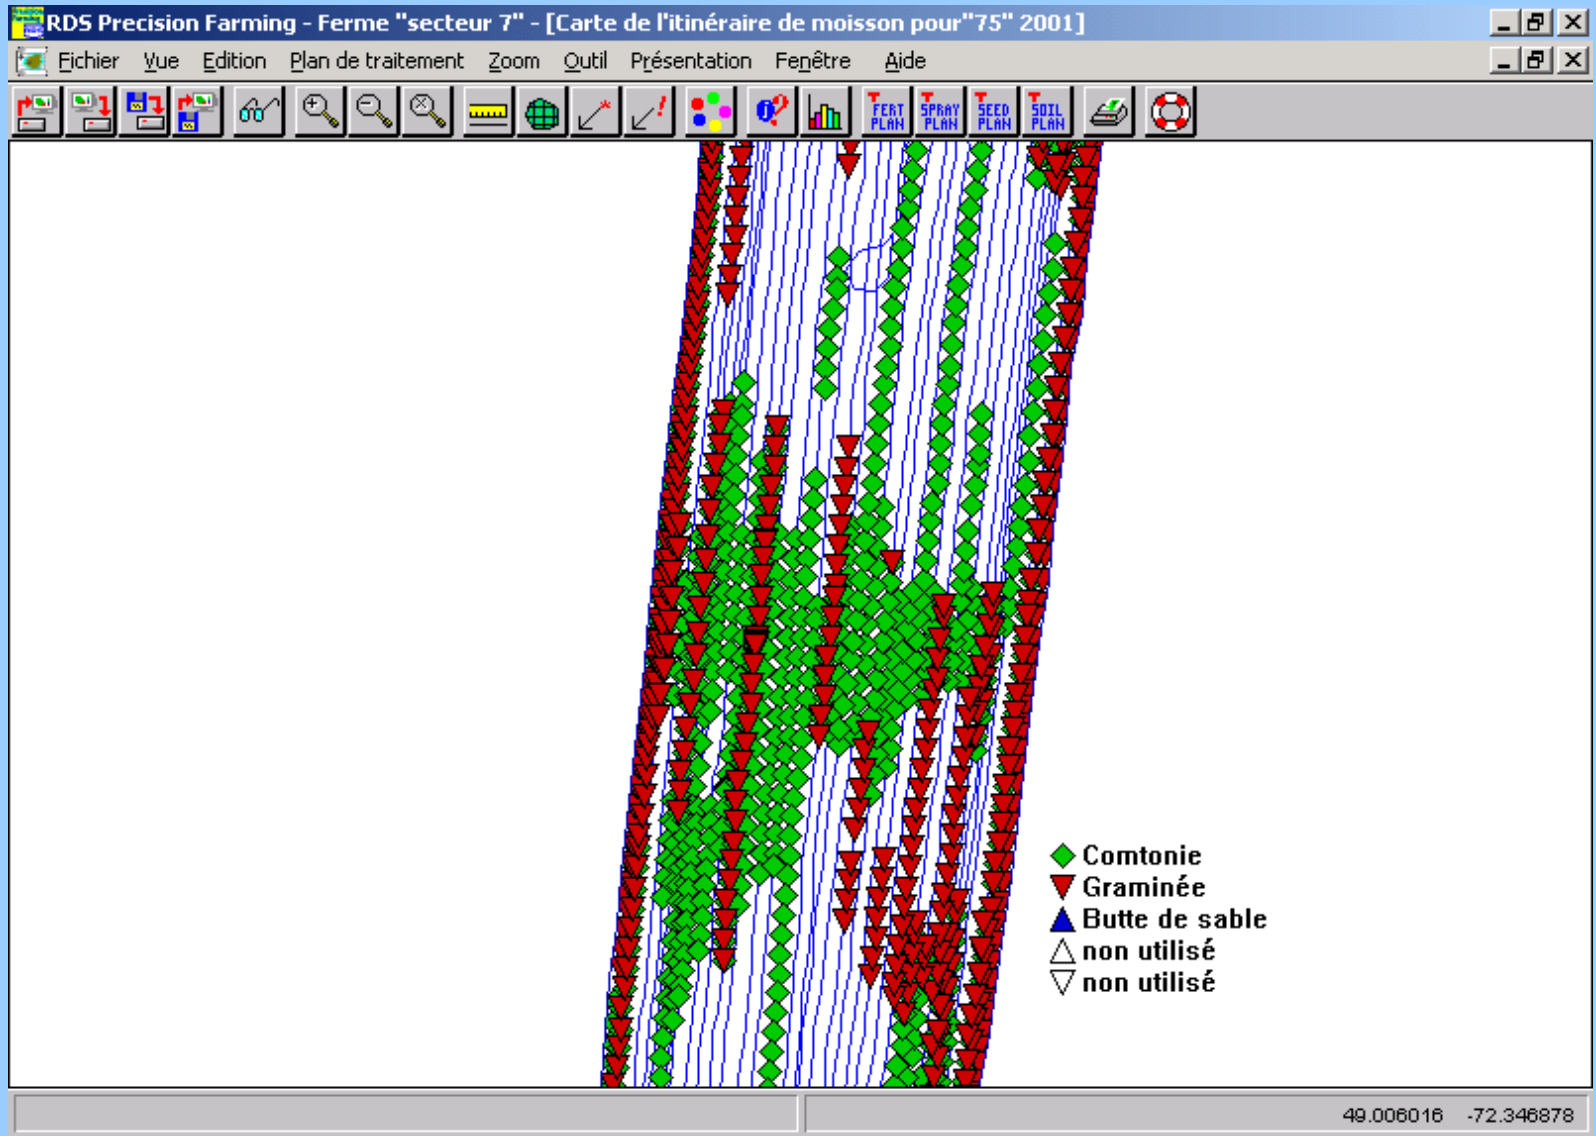 RDS Precision Farming - Ferme "secteur 7" - [Carte de l'itinéraire de moisson pour"75" 2001]
Fichier Vue Edition Plan de traitement Zoom Outil Présentation Fenêtre Aide
T FERT PLAN T SPRAY PLAN T SEED PLAN T SOIL PLAN
Comtonie
Graminée
Butte de sable
non utilisé
non utilisé
49.006016 -72.346878